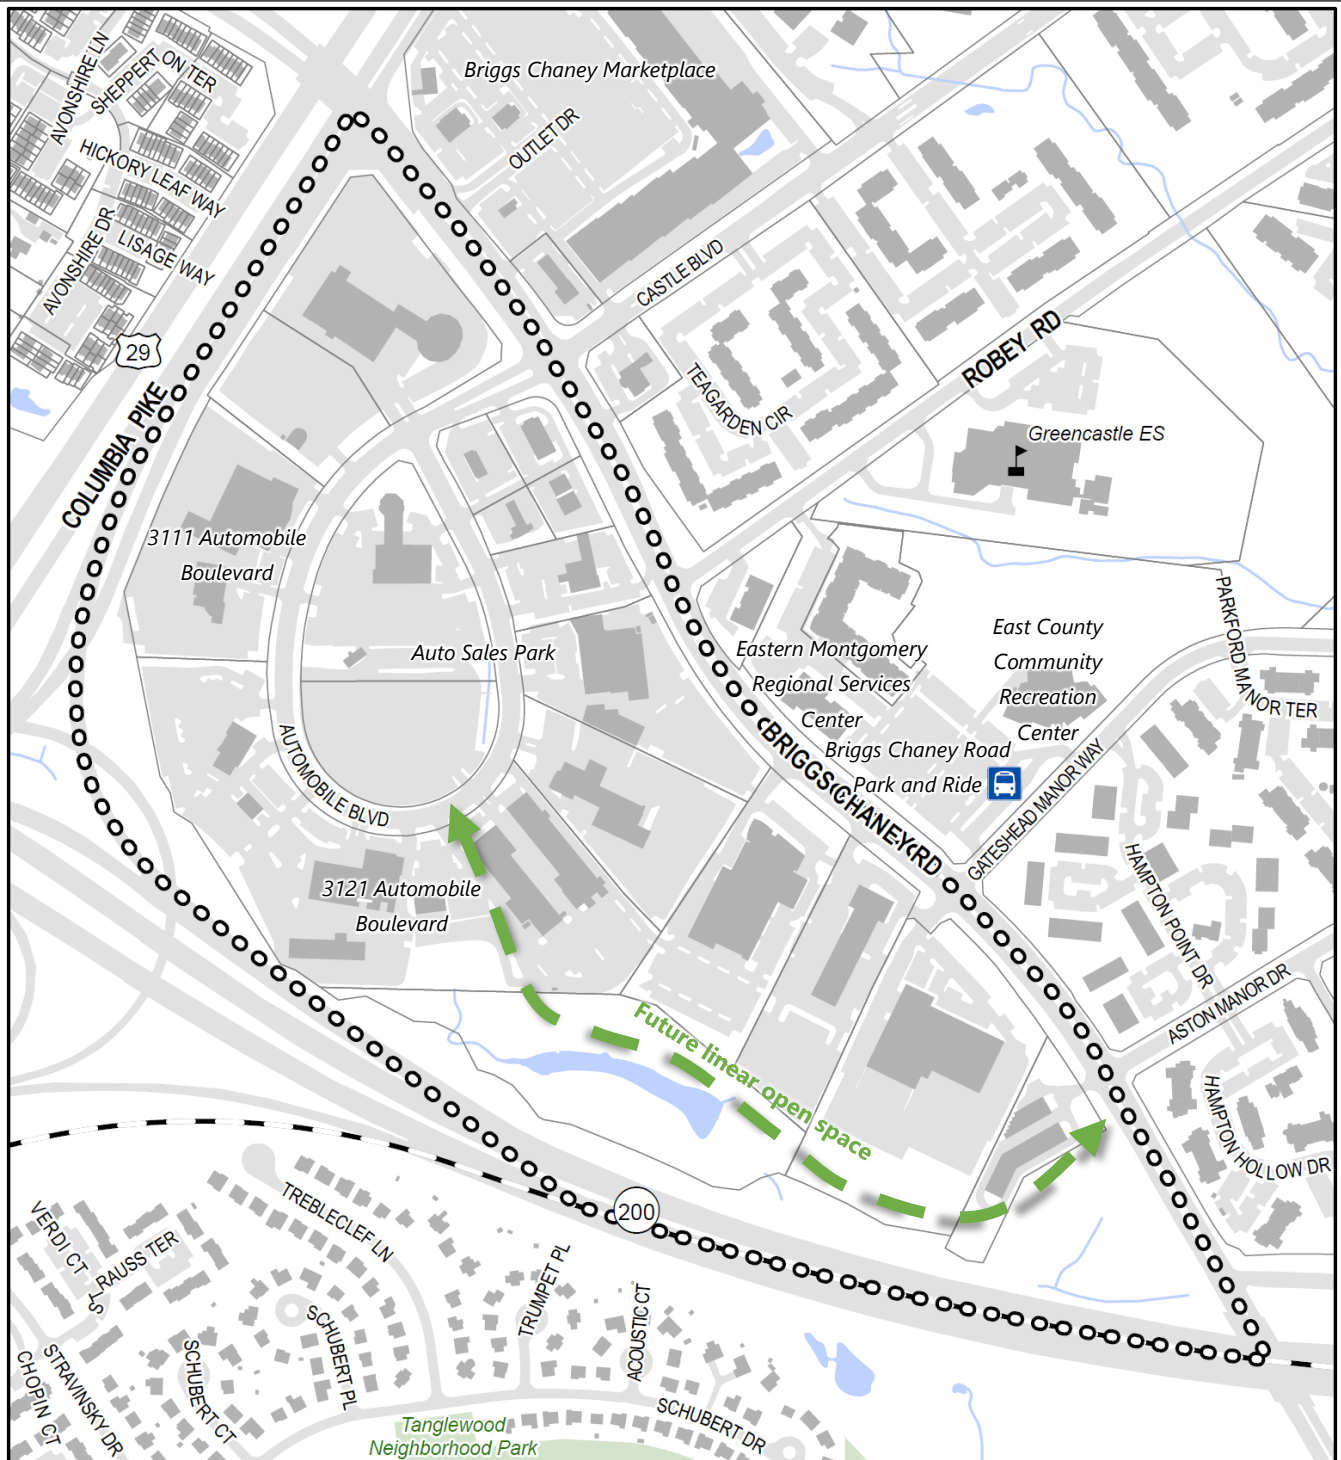 Briggs Chaney Marketplace
AVONSHIRE LN
SHEPPERTON TER
OUTLET DR
HICKORY LEAF WAY
AVONSHIRE DR
LISAGE WAY
CASTLE BLVD
29
ROBEY RD
COLUMBIA PIKE
TEAGARDEN CIR
Greencastle ES
3111 Automobile
Boulevard
PARKFORD MANOR TER
Auto Sales Park
Eastern Montgomery
Regional Services
Center
East County
Community
Recreation
Center
Briggs Chaney Road
Park and Ride
BRIGGS CHANEY RD
GATESHEAD MANOR WAY
AUTOMOBILE BLVD
3121 Automobile
Boulevard
HAMPTON POINT DR
ASTON MANOR DR
Future linear open space
HAMPTON HOLLOW DR
200
TREBLECLEF LN
VERDI CT
STRAUSS TER
TRUMPET PL
ACOUSTIC CT
SCHUBERT PL
SCHUBERT CT
STRAVINSKY DR
CHOPIN CT
SCHUBERT DR
Tanglewood
Neighborhood Park